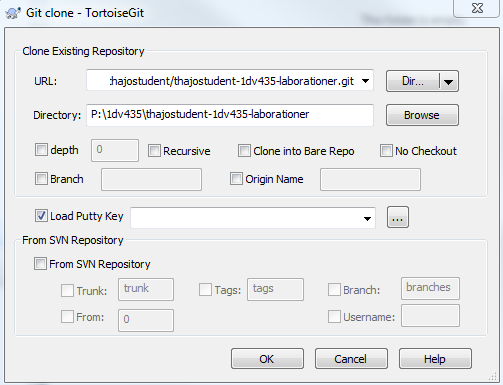 Git clone - TortoiseGit
Clone Existing Repository
URL: :hajostudent/thajostudent-1dv435-laborationer.git Dir...
Directory: P:\1dv435\thajostudent-1dv435-laborationer Browse
depth 0 Recursive Clone into Bare Repo No Checkout
Branch Origin Name
Load Putty Key ...
From SVN Repository
From SVN Repository
Trunk: trunk Tags: tags Branch: branches
From: 0 Username:
OK Cancel Help